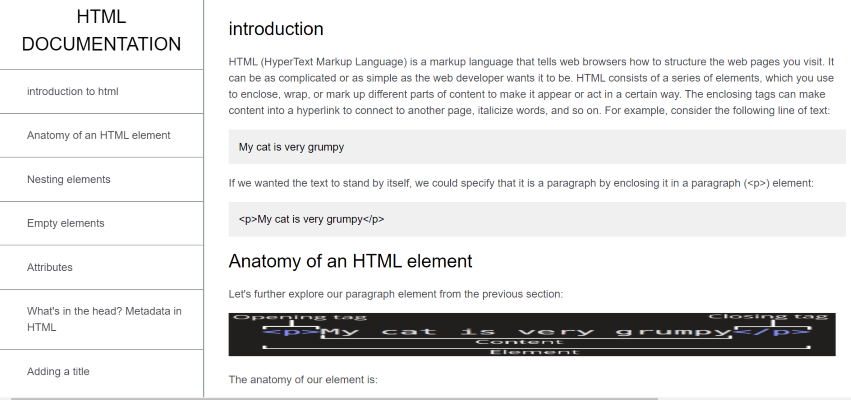 HTML
DOCUMENTATION
introduction to html
Anatomy of an HTML element
Nesting elements
Empty elements
Attributes
What's in the head? Metadata in
HTML
Adding a title
introduction
HTML (HyperText Markup Language) is a markup language that tells web browsers how to structure the web pages you visit. It
can be as complicated or as simple as the web developer wants it to be. HTML consists of a series of elements, which you use
to enclose, wrap, or mark up different parts of content to make it appear or act in a certain way. The enclosing tags can make
content into a hyperlink to connect to another page, italicize words, and so on. For example, consider the following line of text:
My cat is very grumpy
If we wanted the text to stand by itself, we could specify that it is a paragraph by enclosing it in a paragraph (<p>) element:
<p>My cat is very grumpy</p>
Anatomy of an HTML element
Let's further explore our paragraph element from the previous section:
Opening tag Closing tag
<p>My cat is very grumpy</p>
Content
Element
The anatomy of our element is: